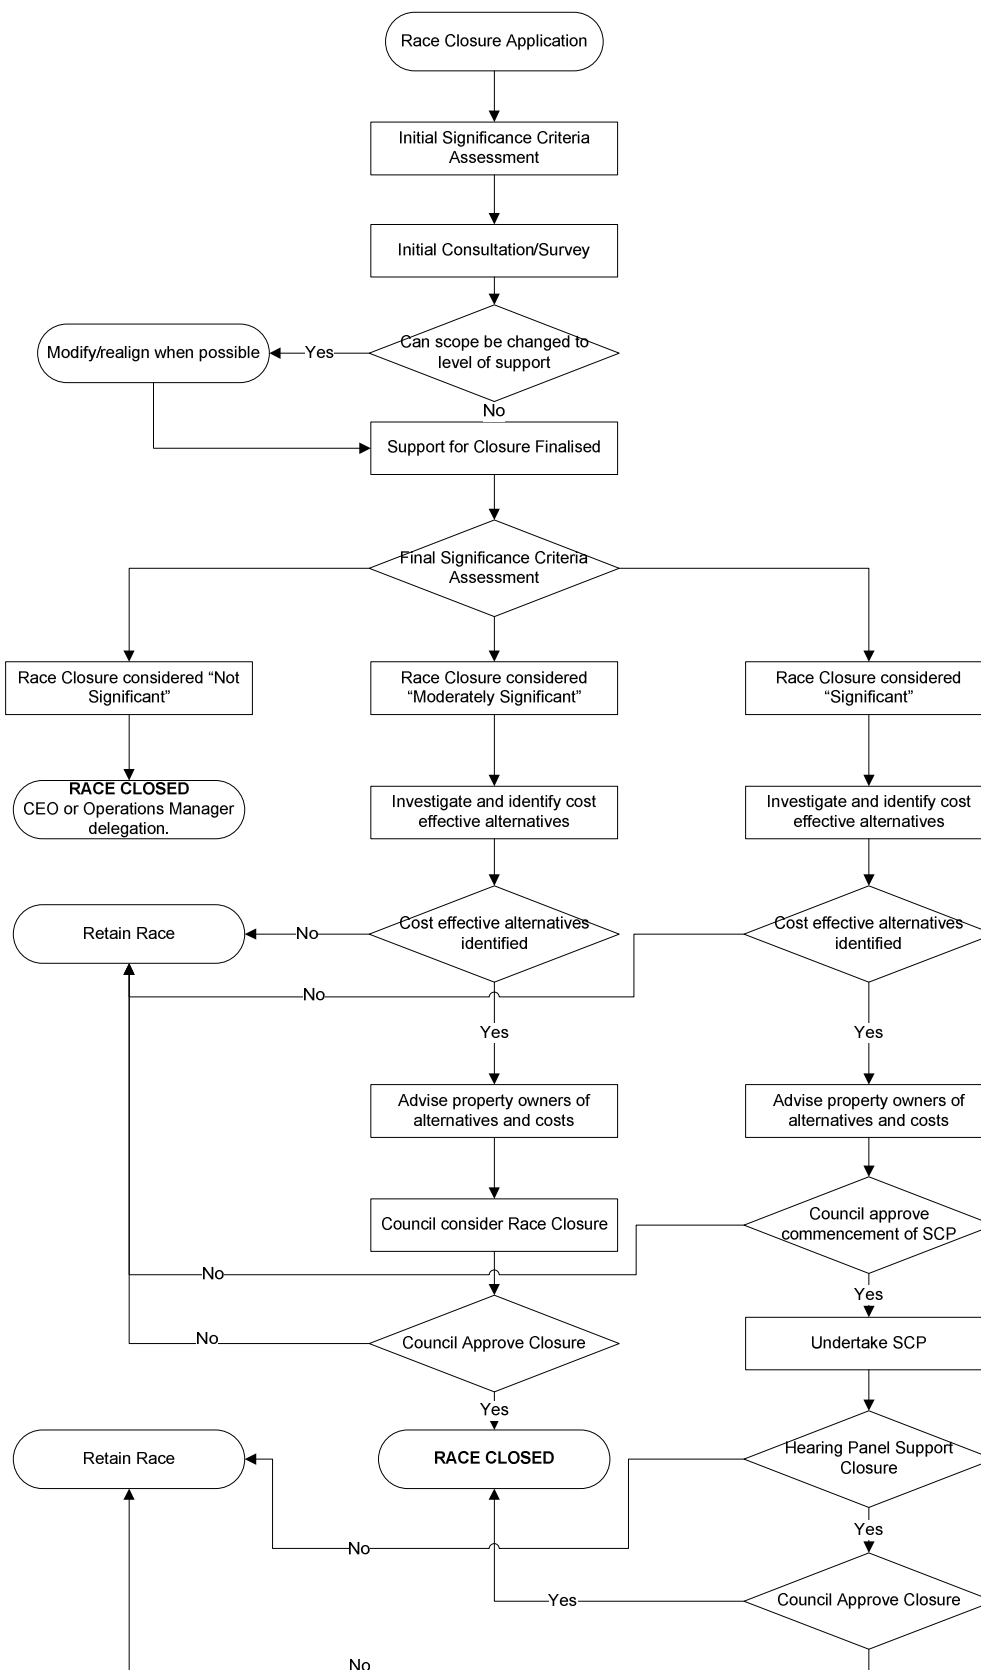 Race Closure Application
Initial Significance Criteria
Assessment
Initial Consultation/Survey
Can scope be changed to
level of support
Yes
Modify/realign when possible
No
Support for Closure Finalised
Final Significance Criteria
Assessment
Race Closure considered “Not
Significant”
Race Closure considered
“Moderately Significant”
Race Closure considered
“Significant”
RACE CLOSED
CEO or Operations Manager
delegation.
Investigate and identify cost
effective alternatives
Investigate and identify cost
effective alternatives
Retain Race
No
Cost effective alternatives
identified
Cost effective alternatives
identified
No
Yes
Yes
Advise property owners of
alternatives and costs
Advise property owners of
alternatives and costs
Council consider Race Closure
Council approve
commencement of SCP
No
Yes
No
Council Approve Closure
Undertake SCP
Yes
Retain Race
RACE CLOSED
Hearing Panel Support
Closure
Yes
No
Yes
Council Approve Closure
No